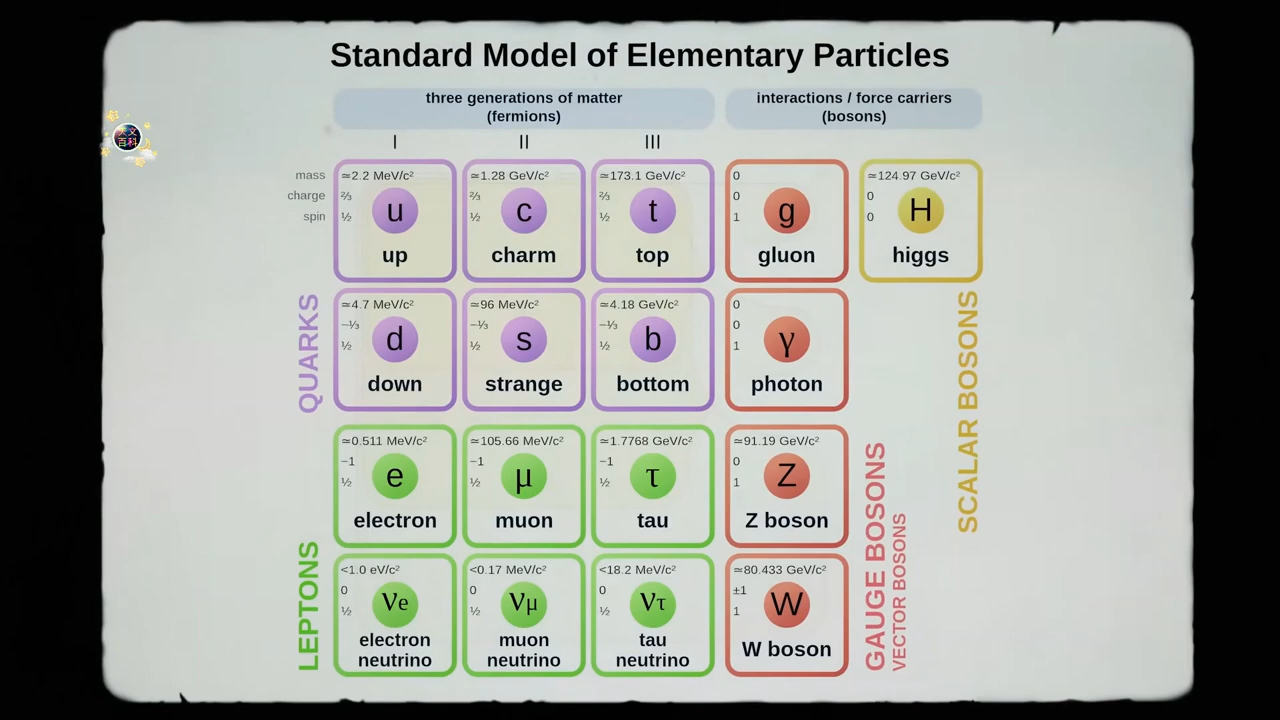 Standard Model of Elementary Particles
three generations of matter
(fermions)
interactions / force carriers
(bosons)
I
II
III
天文
百科
mass
charge
spin
≃2.2 MeV/c²
⅔
½
u
up
≃1.28 GeV/c²
⅔
½
c
charm
≃173.1 GeV/c²
⅔
½
t
top
0
0
1
g
gluon
≃124.97 GeV/c²
0
0
H
higgs
QUARKS
≃4.7 MeV/c²
−⅓
½
d
down
≃96 MeV/c²
−⅓
½
s
strange
≃4.18 GeV/c²
−⅓
½
b
bottom
0
0
1
γ
photon
SCALAR BOSONS
LEPTONS
≃0.511 MeV/c²
−1
½
e
electron
≃105.66 MeV/c²
−1
½
μ
muon
≃1.7768 GeV/c²
−1
½
τ
tau
≃91.19 GeV/c²
0
1
Z
Z boson
<1.0 eV/c²
0
½
νe
electron
neutrino
<0.17 MeV/c²
0
½
νμ
muon
neutrino
<18.2 MeV/c²
0
½
ντ
tau
neutrino
≃80.433 GeV/c²
±1
1
W
W boson
GAUGE BOSONS
VECTOR BOSONS